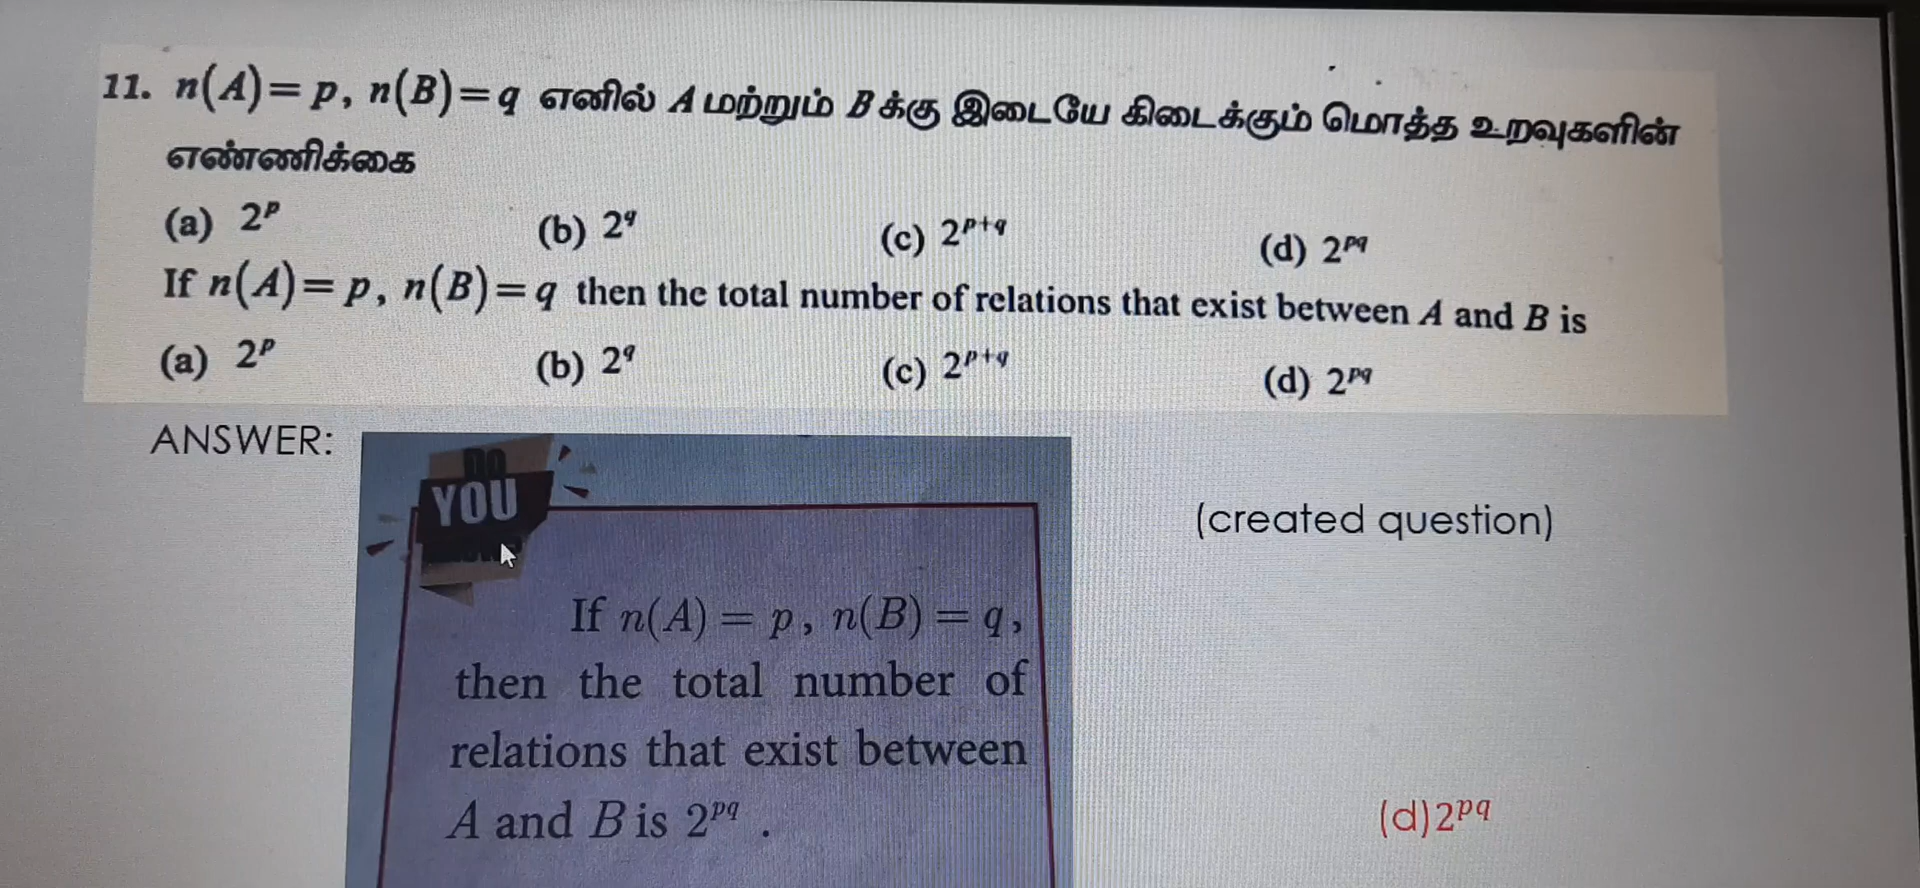 11. n(A)=p, n(B)=q எனில் A மற்றும் B க்கு இடையே கிடைக்கும் மொத்த உறவுகளின்
எண்ணிக்கை
(a) 2^p (b) 2^q (c) 2^{p+q} (d) 2^{pq}
If n(A)=p, n(B)=q then the total number of relations that exist between A and B is
(a) 2^p (b) 2^q (c) 2^{p+q} (d) 2^{pq}
ANSWER:
DO
YOU
(created question)
If n(A) = p, n(B) = q,
then the total number of
relations that exist between
A and B is 2^{pq}.
(d)2^{pq}